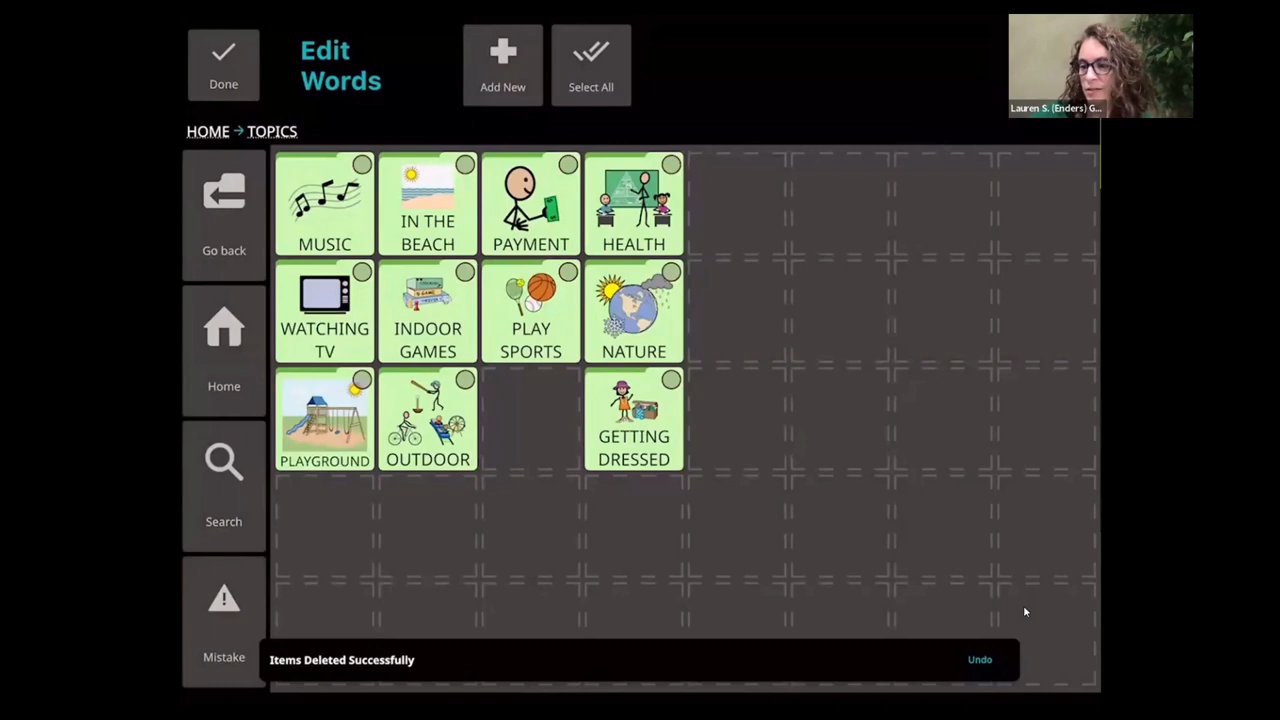 Done
Edit
Words
Add New
Select All
Lauren S. (Enders) G...
HOME → TOPICS
Go back
Home
Search
Mistake
MUSIC
IN THE
BEACH
PAYMENT
HEALTH
WATCHING
TV
INDOOR
GAMES
PLAY
SPORTS
NATURE
PLAYGROUND
OUTDOOR
GETTING
DRESSED
Items Deleted Successfully
Undo